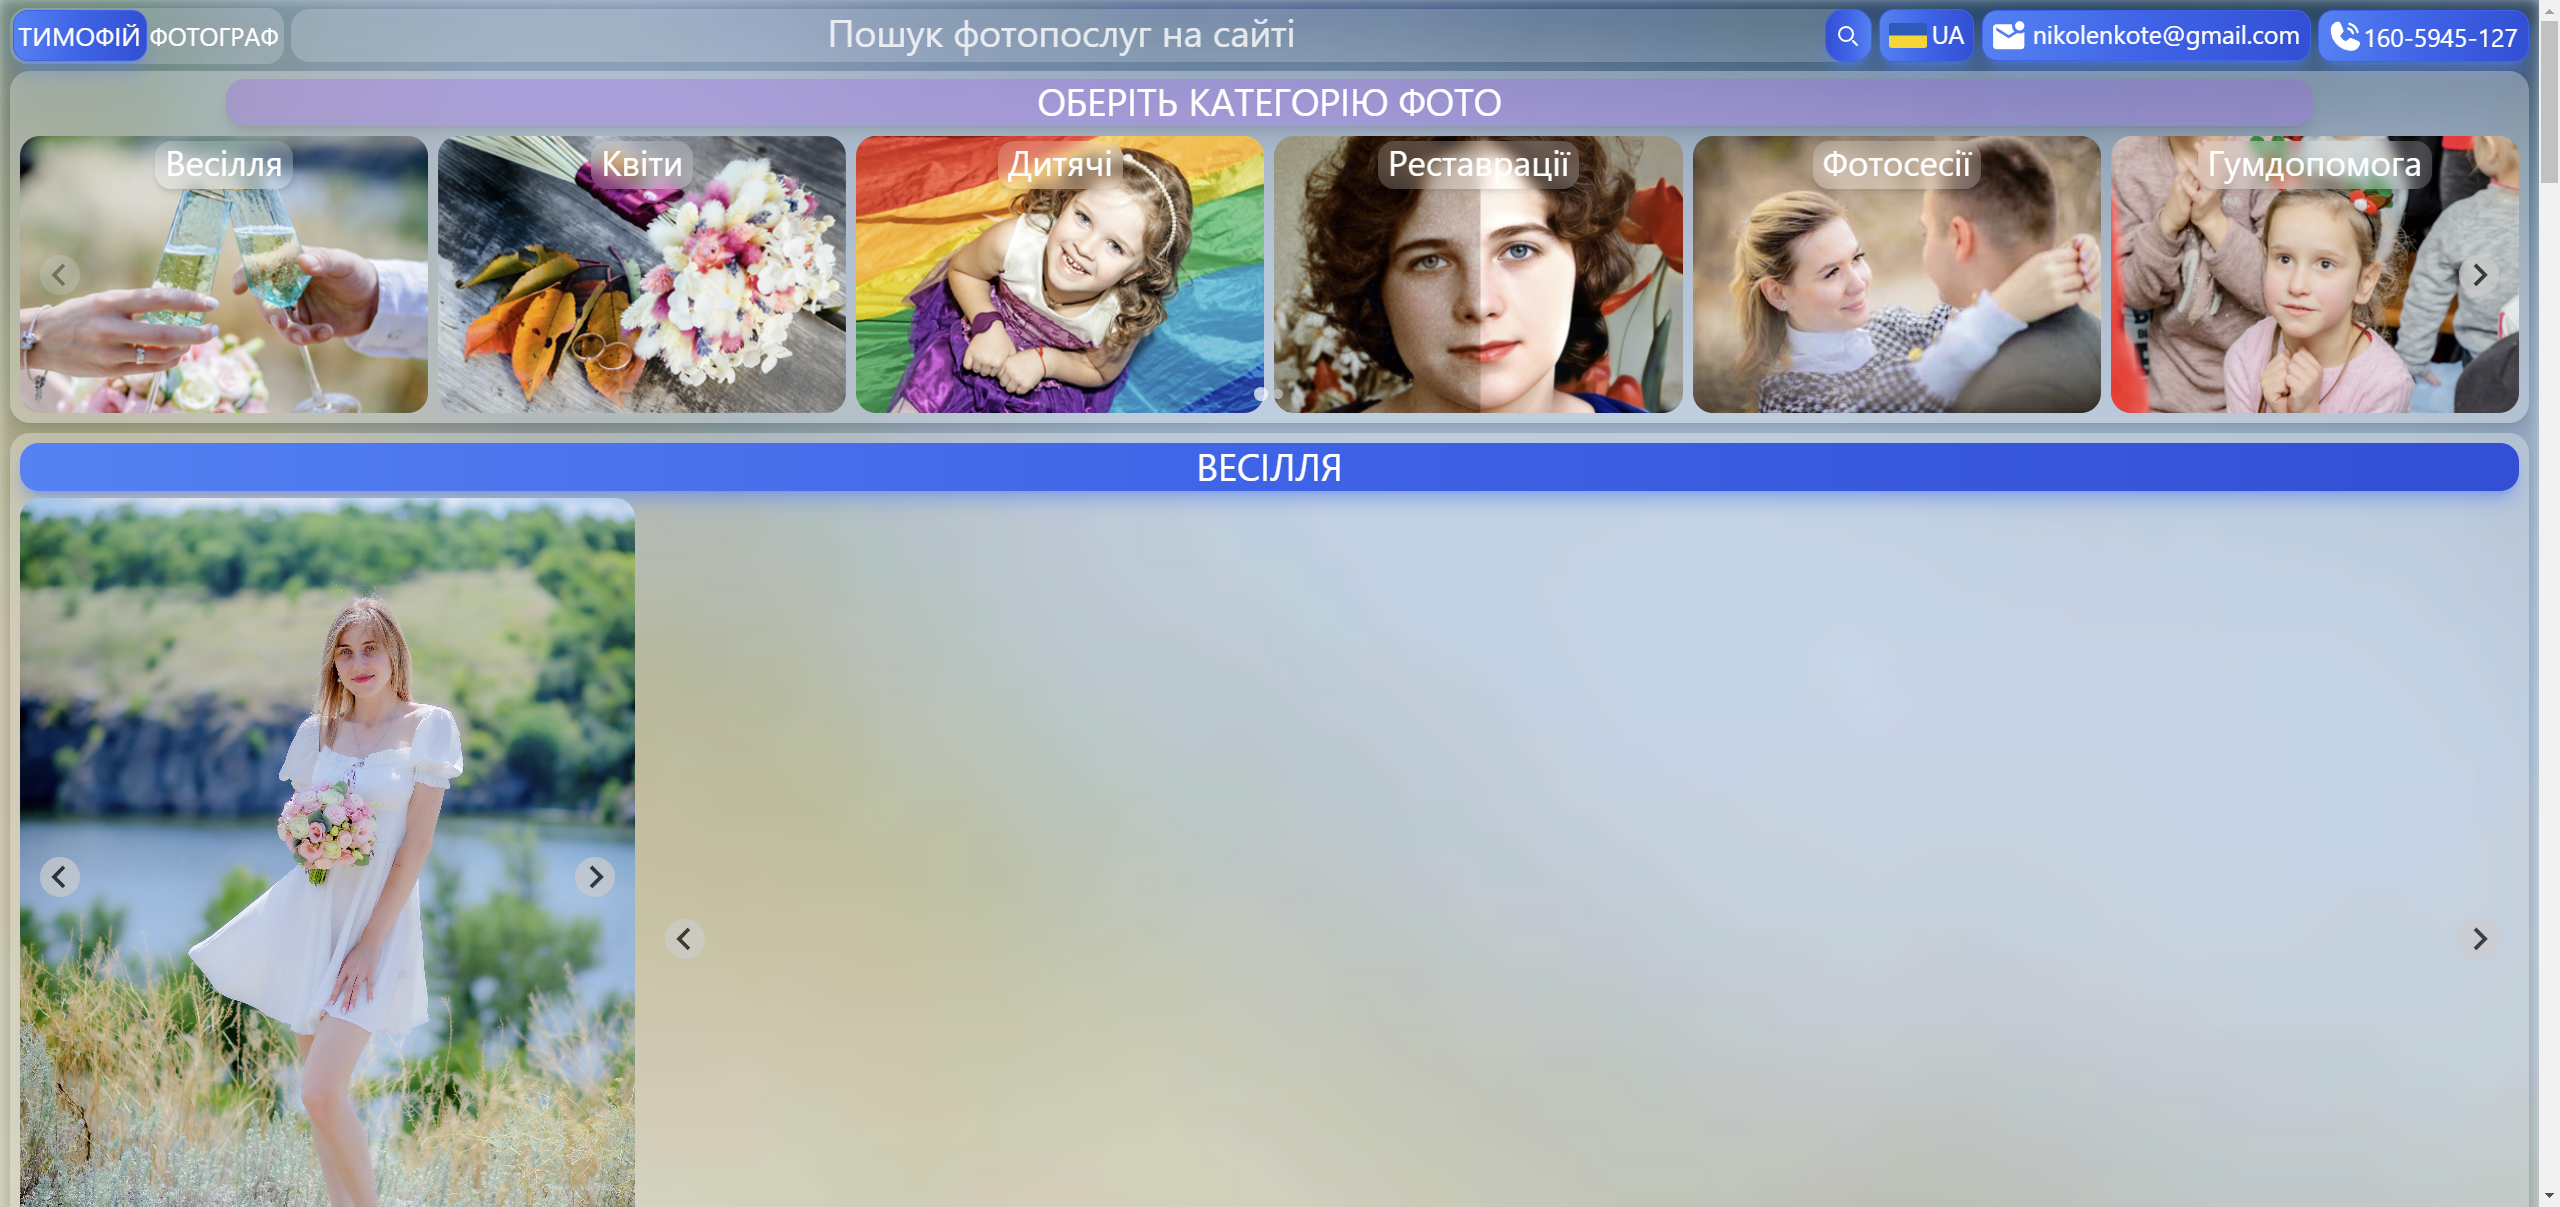 ТИМОФІЙ ФОТОГРАФ
Пошук фотопослуг на сайті
UA
nikolenkote@gmail.com
160-5945-127
ОБЕРІТЬ КАТЕГОРІЮ ФОТО
Весілля
Квіти
Дитячі
Реставрації
Фотосесії
Гумдопомога
ВЕСІЛЛЯ